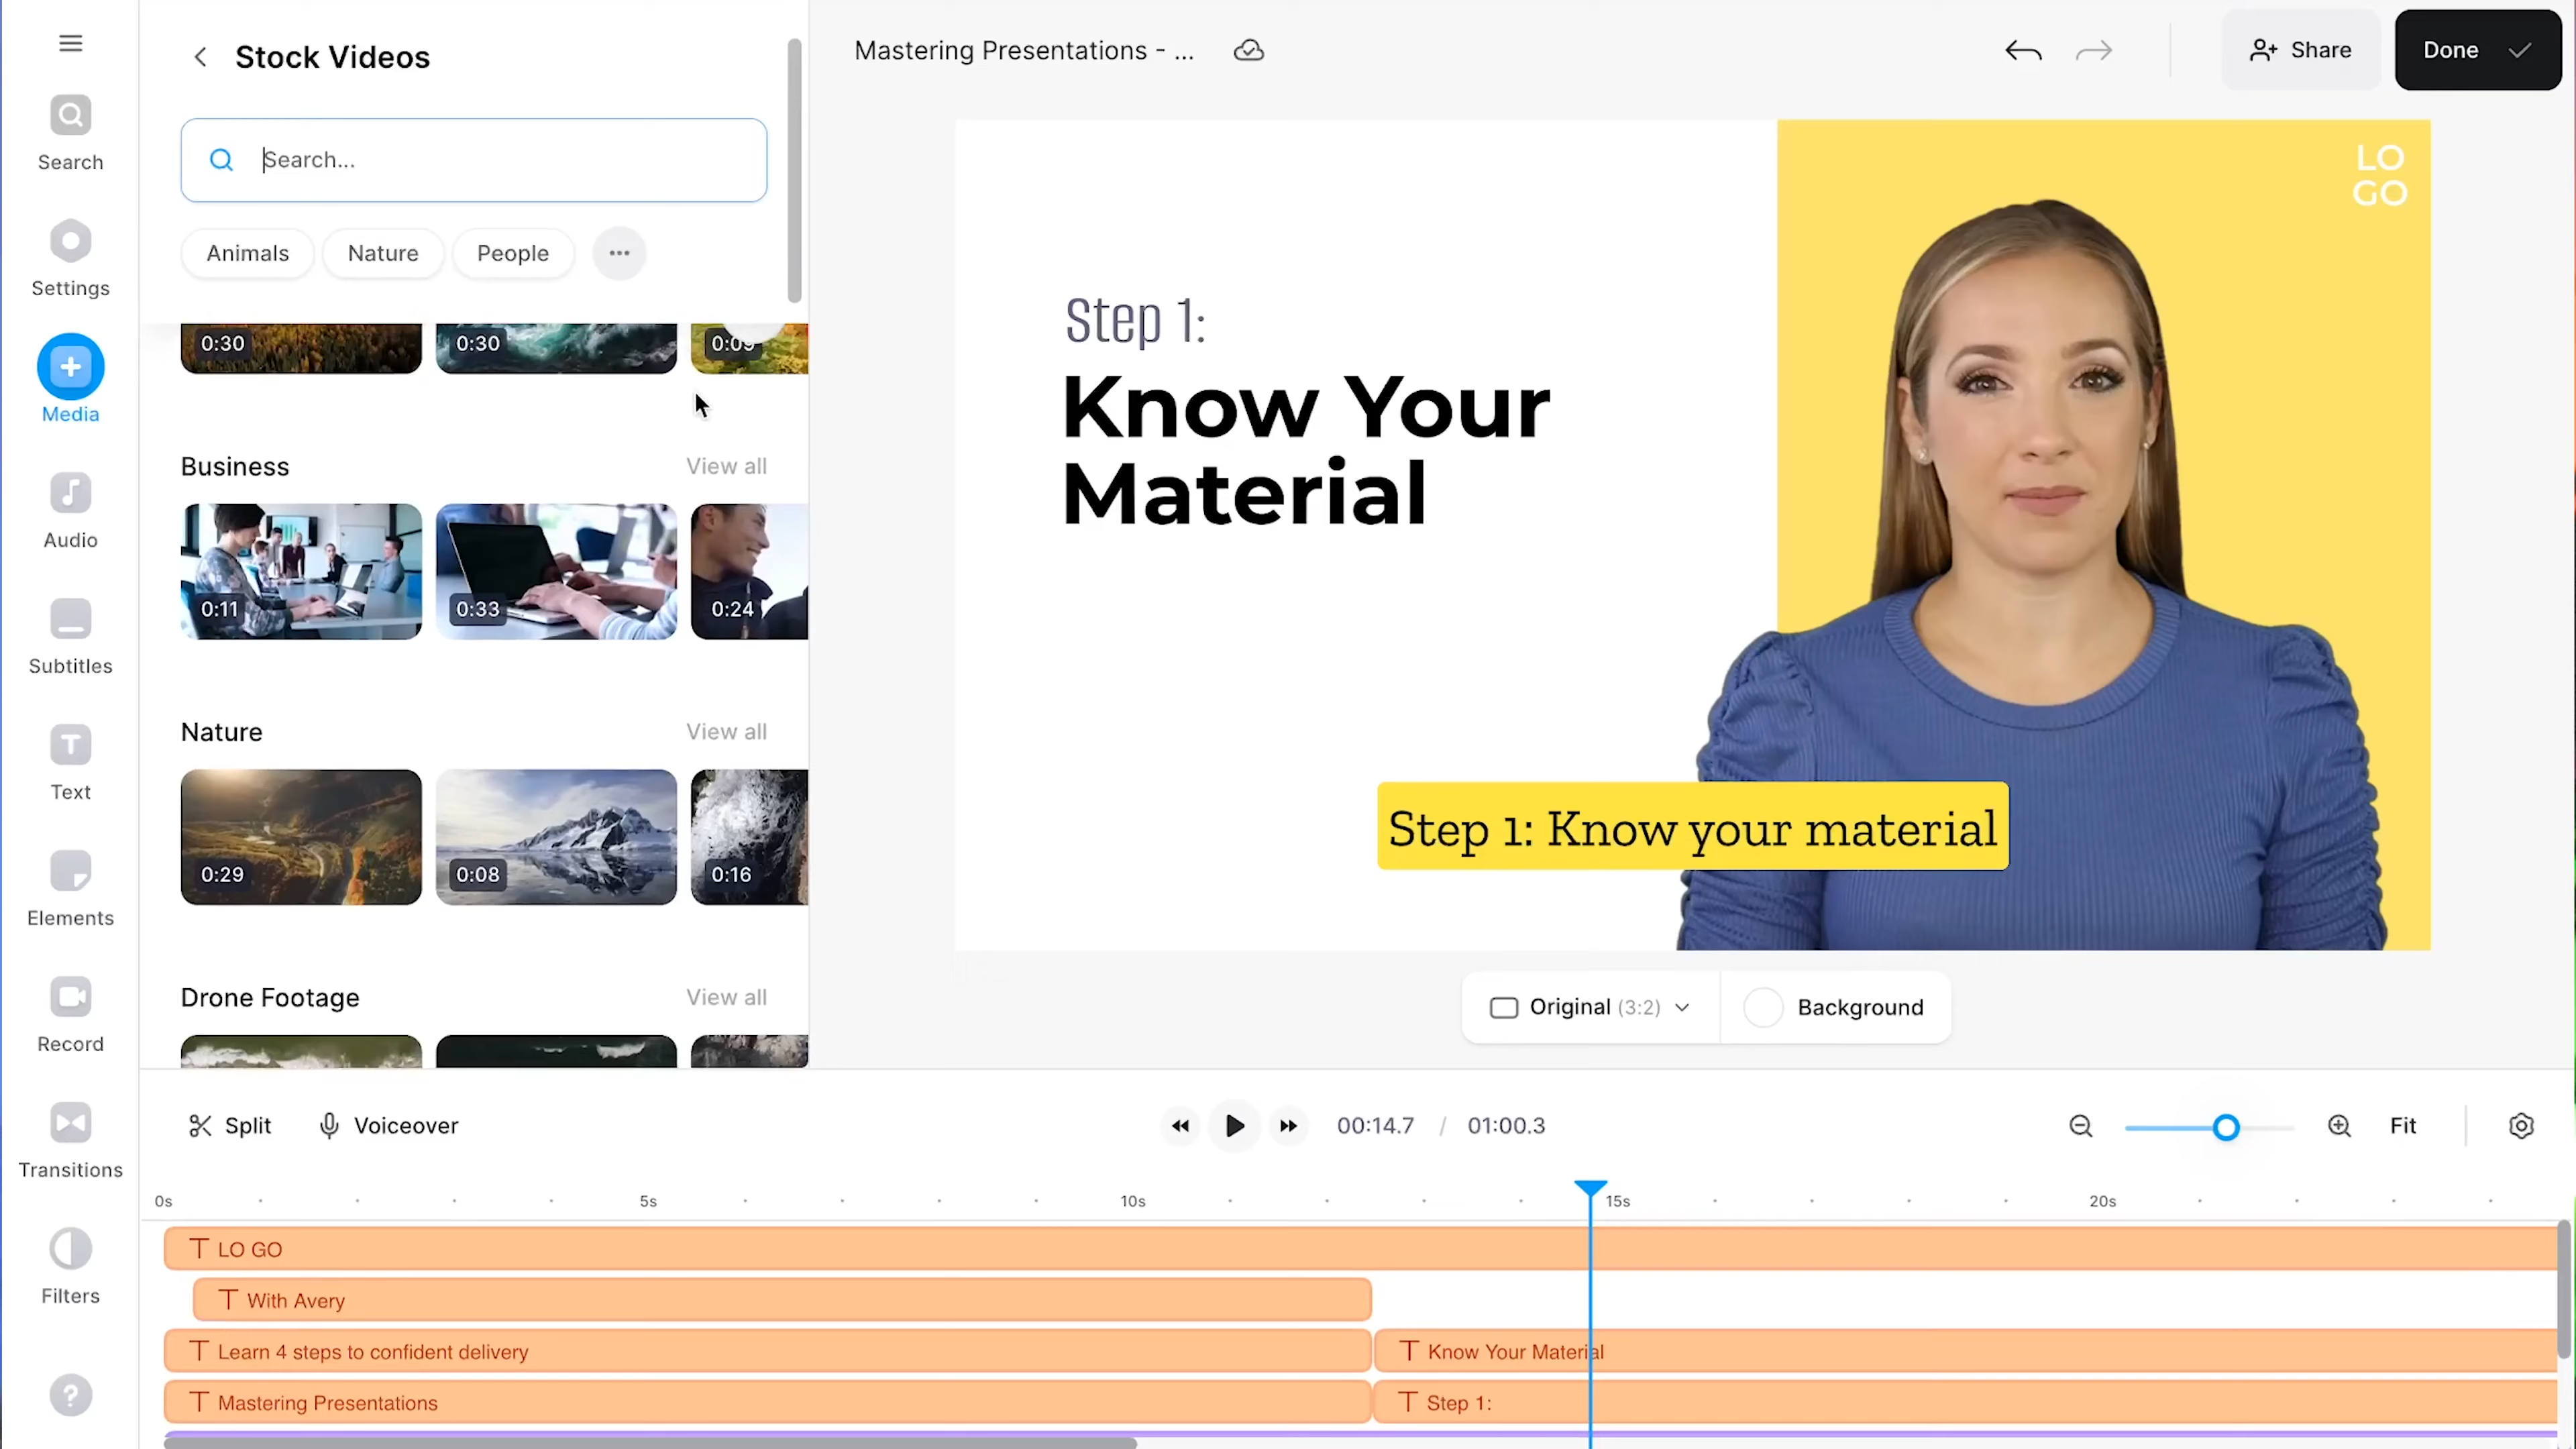 Search
Settings
Media
Audio
Subtitles
Text
Elements
Record
Transitions
Filters
Stock Videos
Search...
Animals
Nature
People
0:30
0:30
0:09
Business
View all
0:11
0:33
0:24
Nature
View all
0:29
0:08
0:16
Drone Footage
View all
Mastering Presentations - ...
Share
Done
LO
GO
Step 1:
Know Your
Material
Step 1: Know your material
Original (3:2)
Background
Split
Voiceover
00:14.7 / 01:00.3
Fit
0s
5s
10s
15s
20s
T LO GO
T With Avery
T Learn 4 steps to confident delivery
T Know Your Material
T Mastering Presentations
T Step 1: